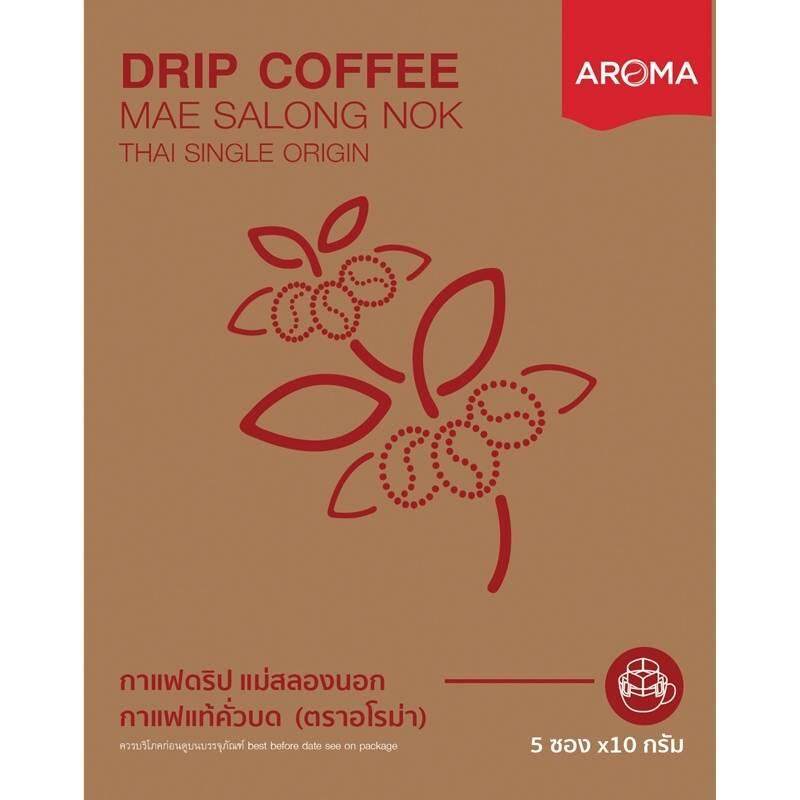 DRIP COFFEE
AROMA
MAE SALONG NOK
THAI SINGLE ORIGIN
กาแฟดริป แม่สลองนอก
กาแฟแท้คั่วบด (ตราอโรม่า)
ควรบริโภคก่อนดูบนบรรจุภัณฑ์ best before date see on package
5 ซอง x10 กรัม